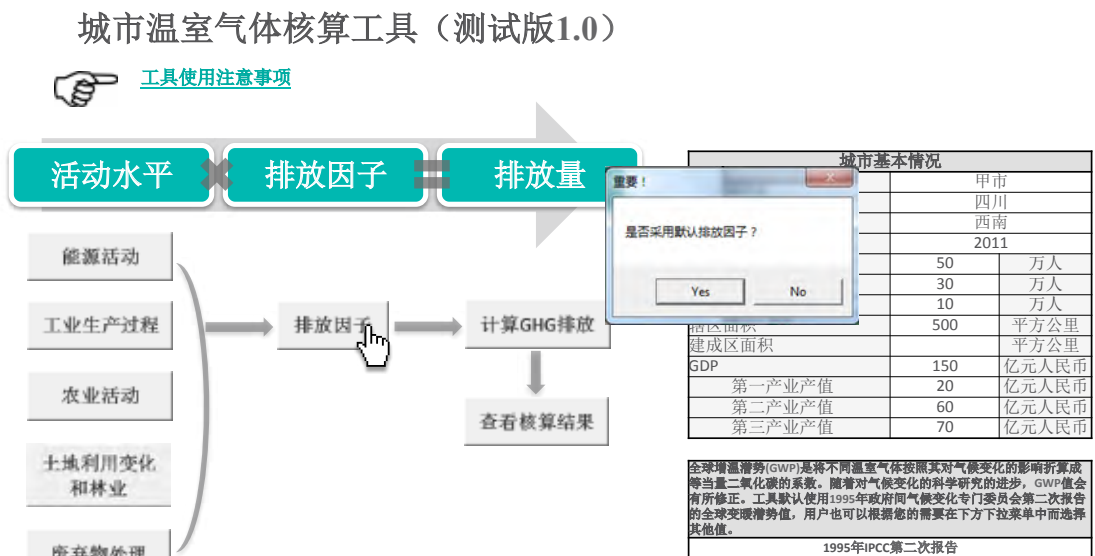 城市温室气体核算工具（测试版1.0）
工具使用注意事项
活动水平
排放因子
排放量
能源活动
工业生产过程
农业活动
土地利用变化
和林业
废弃物处理
排放因子
计算GHG排放
查看核算结果
重要！
是否采用默认排放因子？
Yes
No
城市基本情况
甲市
四川
西南
2011
50 万人
30 万人
10 万人
辖区面积 500 平方公里
建成区面积 平方公里
GDP 150 亿元人民币
第一产业产值 20 亿元人民币
第二产业产值 60 亿元人民币
第三产业产值 70 亿元人民币
全球增温潜势(GWP)是将不同温室气体按照其对气候变化的影响折算成
等当量二氧化碳的系数。随着对气候变化的科学研究的进步，GWP值会
有所修正。工具默认使用1995年政府间气候变化专门委员会第二次报告
的全球变暖潜势值，用户也可以根据您的需要在下方下拉菜单中而选择
其他值。
1995年IPCC第二次报告